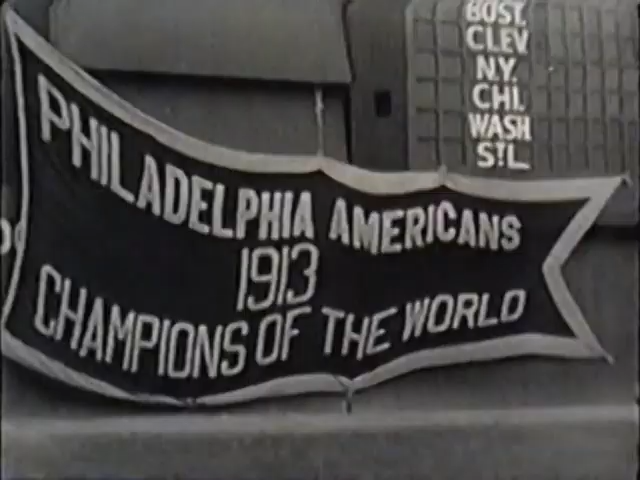 BOST.
CLEV.
N.Y.
CHI.
WASH
ST.L.
PHILADELPHIA AMERICANS
1913
CHAMPIONS OF THE WORLD